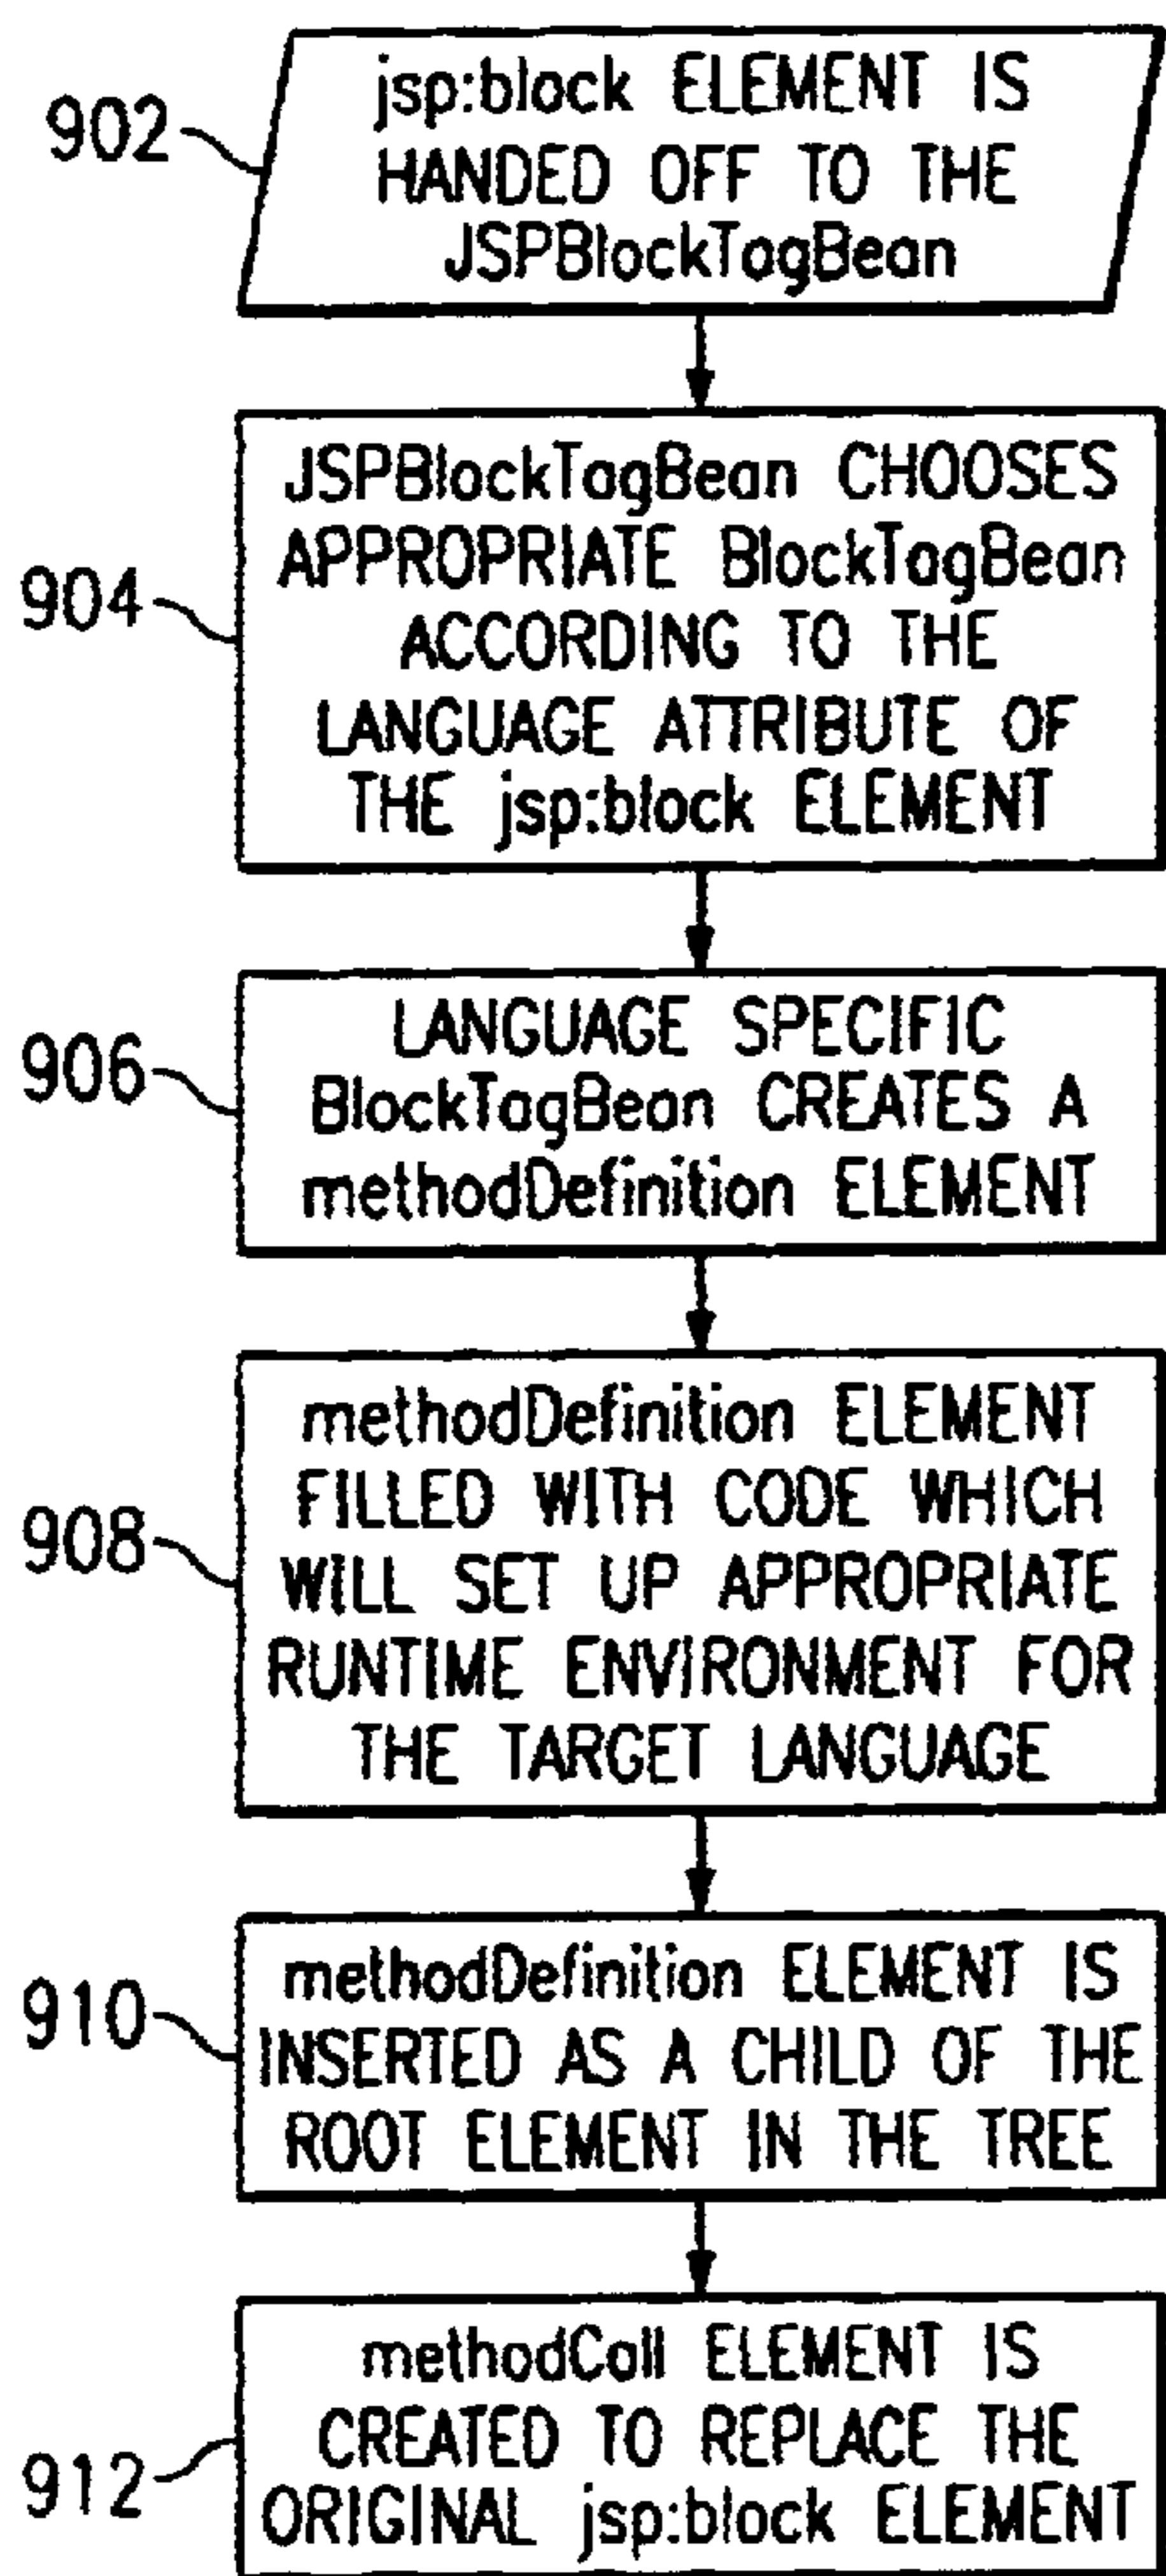 902
jsp:block ELEMENT IS
HANDED OFF TO THE
JSPBlockTagBean
904
JSPBlockTagBean CHOOSES
APPROPRIATE BlockTagBean
ACCORDING TO THE
LANGUAGE ATTRIBUTE OF
THE jsp:block ELEMENT
906
LANGUAGE SPECIFIC
BlockTagBean CREATES A
methodDefinition ELEMENT
908
methodDefinition ELEMENT
FILLED WITH CODE WHICH
WILL SET UP APPROPRIATE
RUNTIME ENVIRONMENT FOR
THE TARGET LANGUAGE
910
methodDefinition ELEMENT IS
INSERTED AS A CHILD OF THE
ROOT ELEMENT IN THE TREE
912
methodCall ELEMENT IS
CREATED TO REPLACE THE
ORIGINAL jsp:block ELEMENT